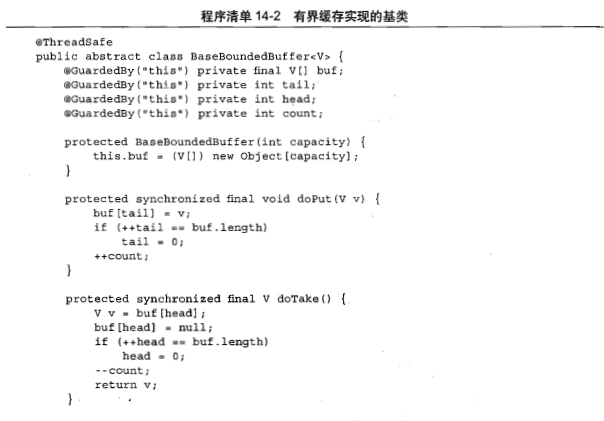 程序清单 14-2 有界缓存实现的基类
@ThreadSafe
public abstract class BaseBoundedBuffer<V> {
    @GuardedBy("this") private final V[] buf;
    @GuardedBy("this") private int tail;
    @GuardedBy("this") private int head;
    @GuardedBy("this") private int count;

    protected BaseBoundedBuffer(int capacity) {
        this.buf = (V[]) new Object[capacity];
    }

    protected synchronized final void doPut(V v) {
        buf[tail] = v;
        if (++tail == buf.length)
            tail = 0;
        ++count;
    }

    protected synchronized final V doTake() {
        V v = buf[head];
        buf[head] = null;
        if (++head == buf.length)
            head = 0;
        --count;
        return v;
    }